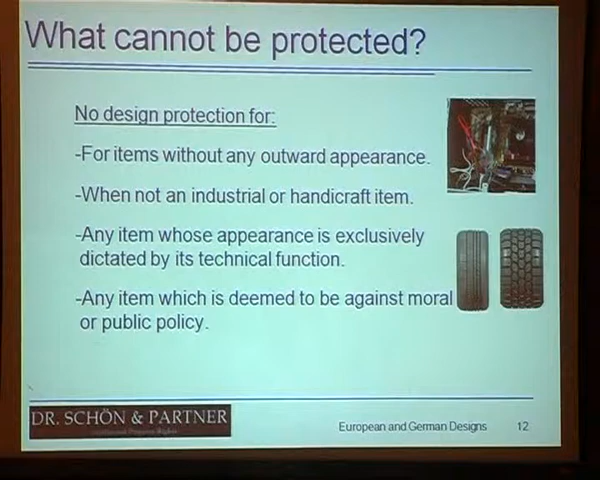 What cannot be protected?
No design protection for:
-For items without any outward appearance.
-When not an industrial or handicraft item.
-Any item whose appearance is exclusively
dictated by its technical function.
-Any item which is deemed to be against moral
or public policy.
DR. SCHÖN & PARTNER
European and German Designs 12